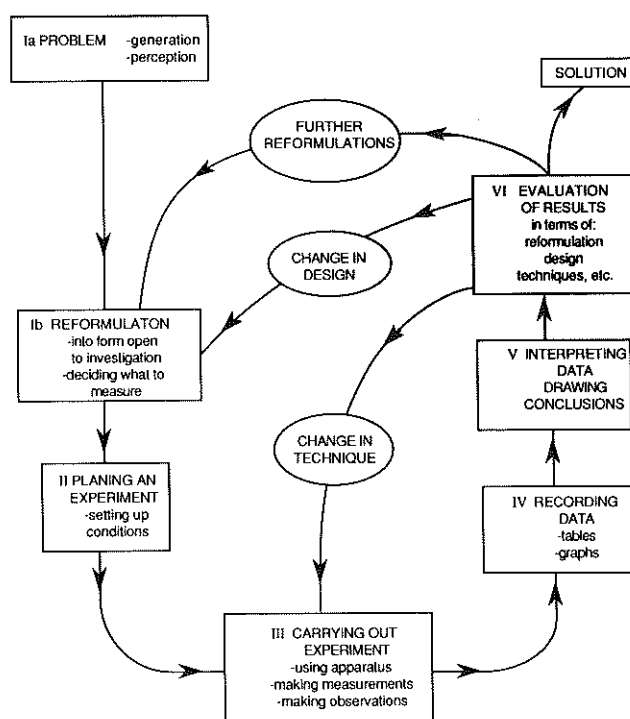 Ia PROBLEM -generation
-perception
SOLUTION
FURTHER
REFORMULATIONS
VI EVALUATION
OF RESULTS
in terms of:
reformulation
design
techniques, etc.
CHANGE IN
DESIGN
Ib REFORMULATON
-into form open
to investigation
-deciding what to
measure
V INTERPRETING
DATA
DRAWING
CONCLUSIONS
CHANGE IN
TECHNIQUE
II PLANING AN
EXPERIMENT
-setting up
conditions
IV RECORDING
DATA
-tables
-graphs
III CARRYING OUT
EXPERIMENT
-using apparatus
-making measurements
-making observations